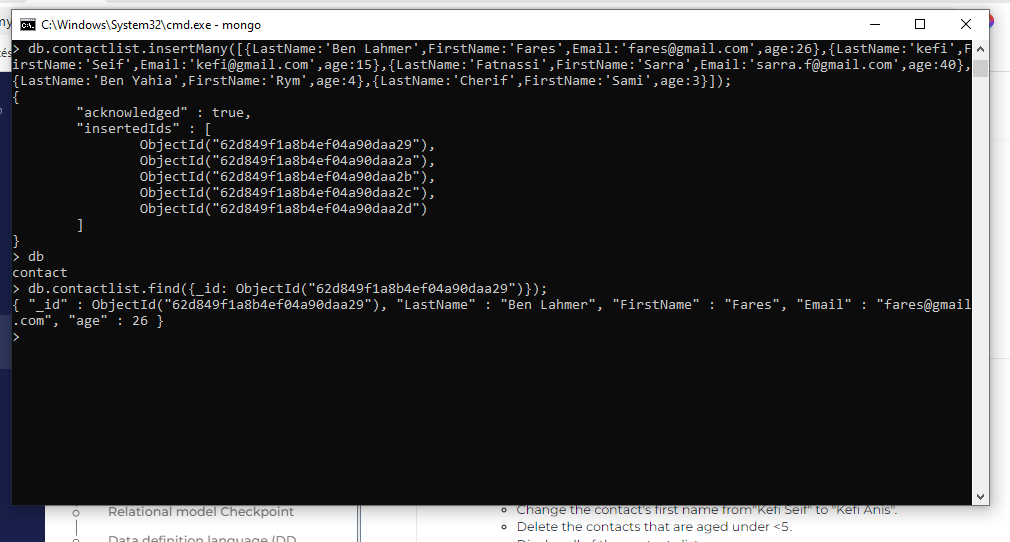 my
C:\Windows\System32\cmd.exe - mongo
> db.contactlist.insertMany([{LastName:'Ben Lahmer',FirstName:'Fares',Email:'fares@gmail.com',age:26},{LastName:'kefi',F
irstName:'Seif',Email:'kefi@gmail.com',age:15},{LastName:'Fatnassi',FirstName:'Sarra',Email:'sarra.f@gmail.com',age:40},
{LastName:'Ben Yahia',FirstName:'Rym',age:4},{LastName:'Cherif',FirstName:'Sami',age:3}]);
{
"acknowledged" : true,
"insertedIds" : [
ObjectId("62d849f1a8b4ef04a90daa29"),
ObjectId("62d849f1a8b4ef04a90daa2a"),
ObjectId("62d849f1a8b4ef04a90daa2b"),
ObjectId("62d849f1a8b4ef04a90daa2c"),
ObjectId("62d849f1a8b4ef04a90daa2d")
]
}
> db
contact
> db.contactlist.find({_id: ObjectId("62d849f1a8b4ef04a90daa29")});
{ "_id" : ObjectId("62d849f1a8b4ef04a90daa29"), "LastName" : "Ben Lahmer", "FirstName" : "Fares", "Email" : "fares@gmail
.com", "age" : 26 }
>
Relational model Checkpoint
Data definition language (DD
Change the contact's first name from"Kefi Seif" to "Kefi Anis".
Delete the contacts that are aged under <5.